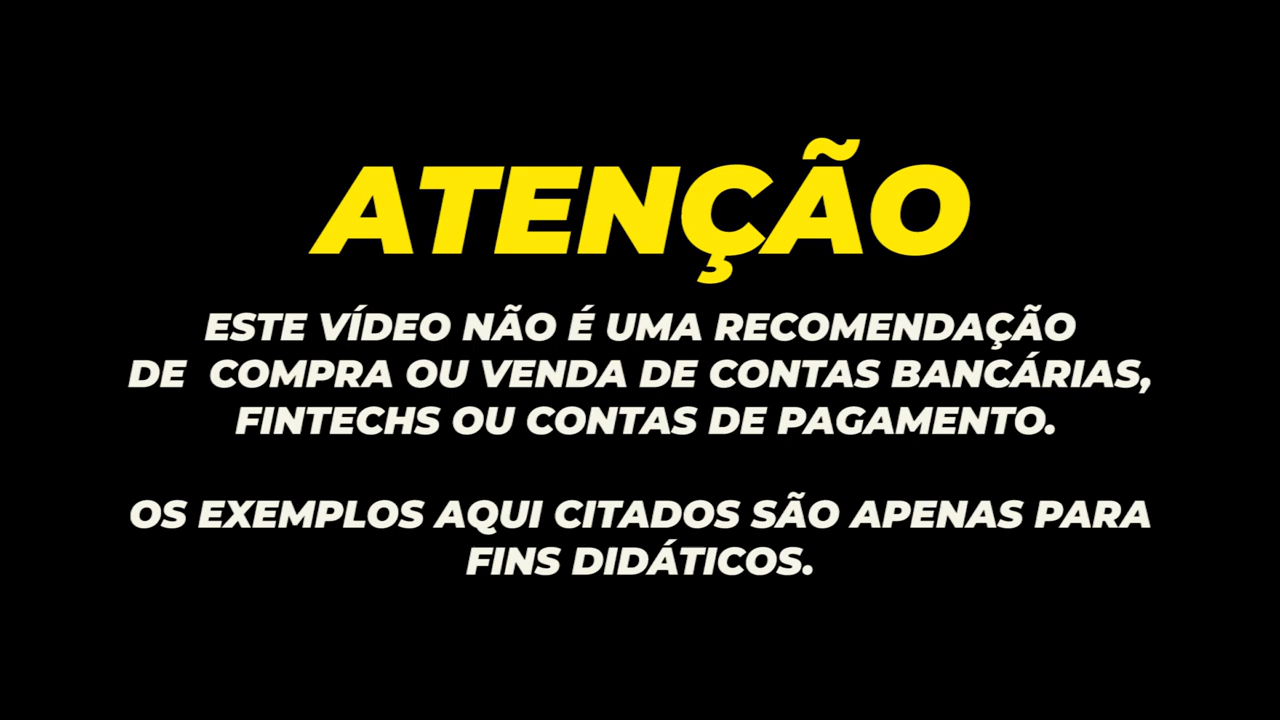 ATENÇÃO
ESTE VÍDEO NÃO É UMA RECOMENDAÇÃO
DE COMPRA OU VENDA DE CONTAS BANCÁRIAS,
FINTECHS OU CONTAS DE PAGAMENTO.
OS EXEMPLOS AQUI CITADOS SÃO APENAS PARA
FINS DIDÁTICOS.